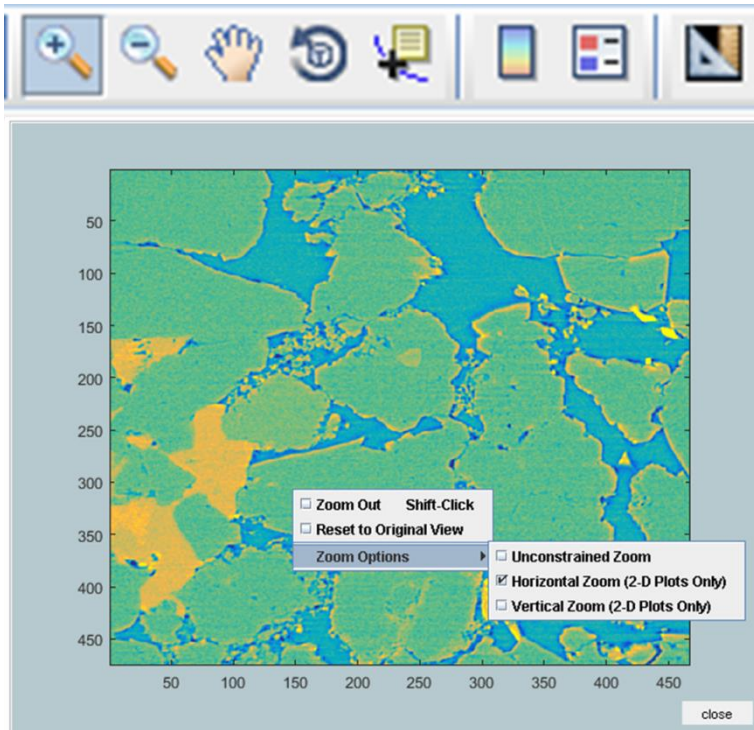 50
100
150
200
250
300
350
400
450
Zoom Out Shift-Click
Reset to Original View
Zoom Options
Unconstrained Zoom
Horizontal Zoom (2-D Plots Only)
Vertical Zoom (2-D Plots Only)
50 100 150 200 250 300 350 400 450
close